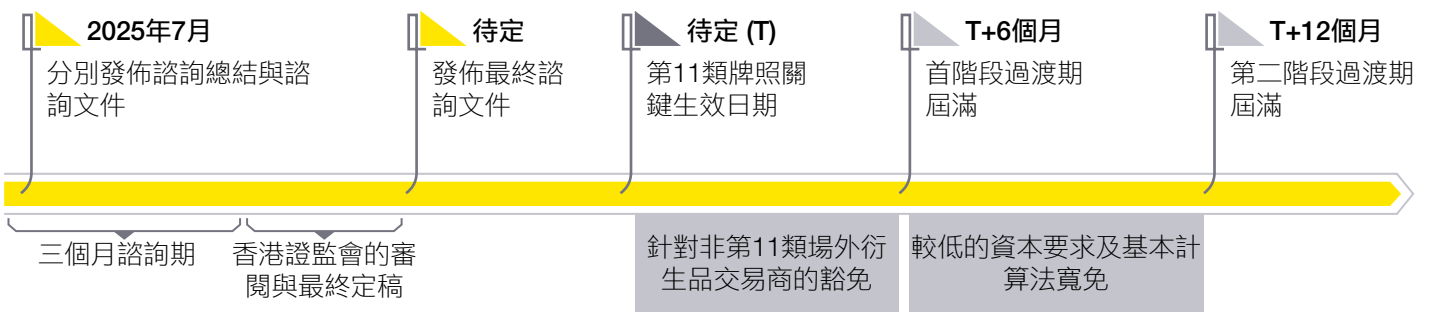 2025年7月
分別發佈諮詢總結與諮
詢文件
待定
發佈最終諮
詢文件
待定 (T)
第11類牌照關
鍵生效日期
T+6個月
首階段過渡期
屆滿
T+12個月
第二階段過渡期
屆滿
三個月諮詢期
香港證監會的審
閱與最終定稿
針對非第11類場外衍
生品交易商的豁免
較低的資本要求及基本計
算法寬免